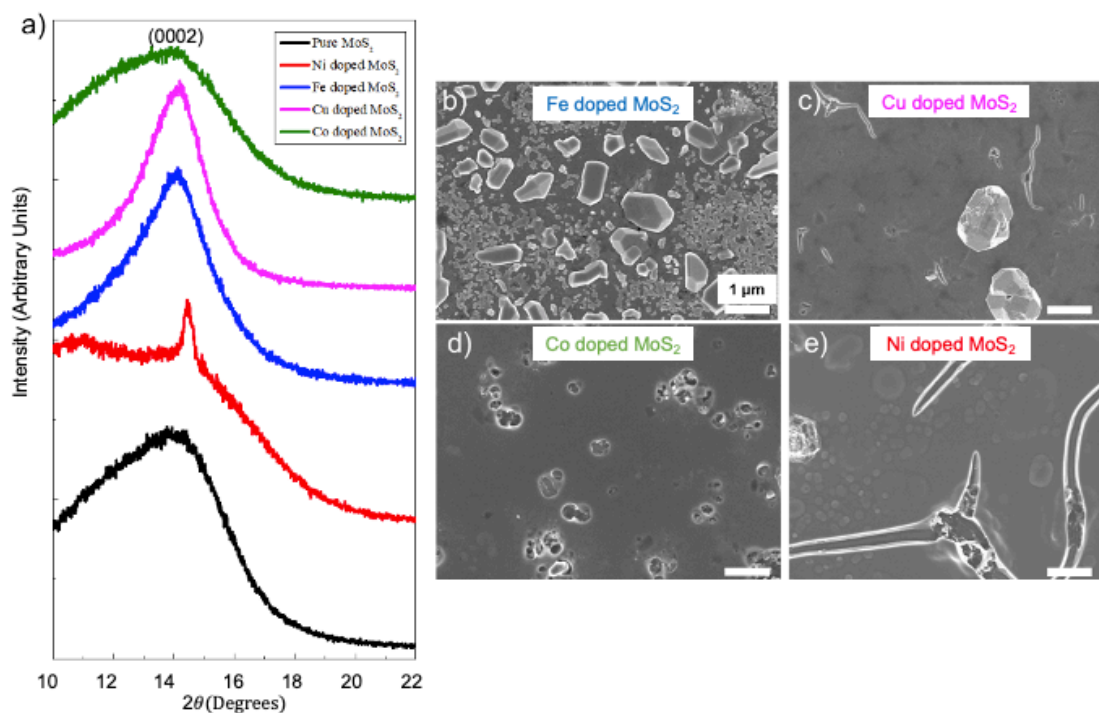 a)
(0002)
Pure MoS₂
Ni doped MoS₂
Fe doped MoS₂
Cu doped MoS₂
Co doped MoS₂
Intensity (Arbitrary Units)
10 12 14 16 18 20 22
2θ (Degrees)
b) Fe doped MoS₂
1 μm
c) Cu doped MoS₂
d) Co doped MoS₂
e) Ni doped MoS₂